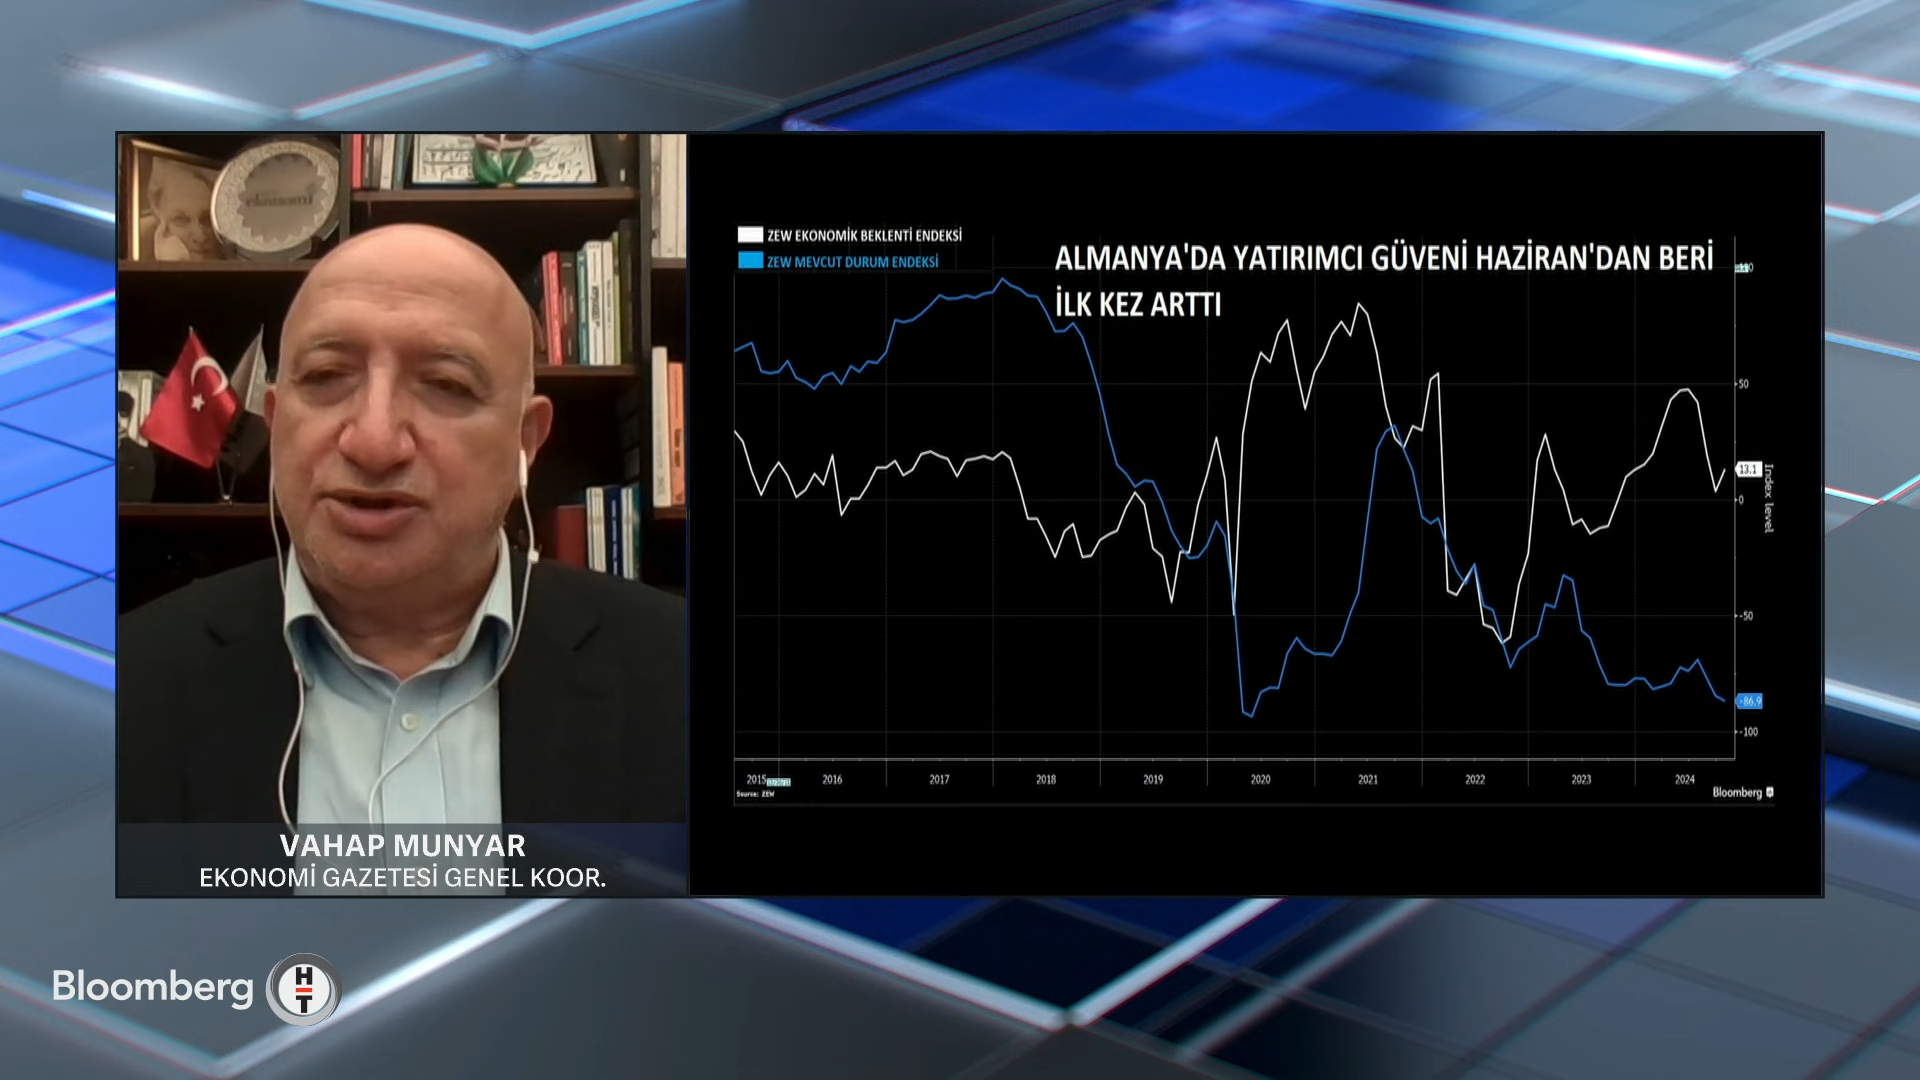 ekonomi
ZEW EKONOMİK BEKLENTİ ENDEKSİ
ZEW MEVCUT DURUM ENDEKSİ
ALMANYA'DA YATIRIMCI GÜVENİ HAZİRAN'DAN BERİ
İLK KEZ ARTTI
50
13.1
0
Index level
-50
-86.9
-100
2015
2016
2017
2018
2019
2020
2021
2022
2023
2024
Source: ZEW
Bloomberg
VAHAP MUNYAR
EKONOMİ GAZETESİ GENEL KOOR.
Bloomberg HT